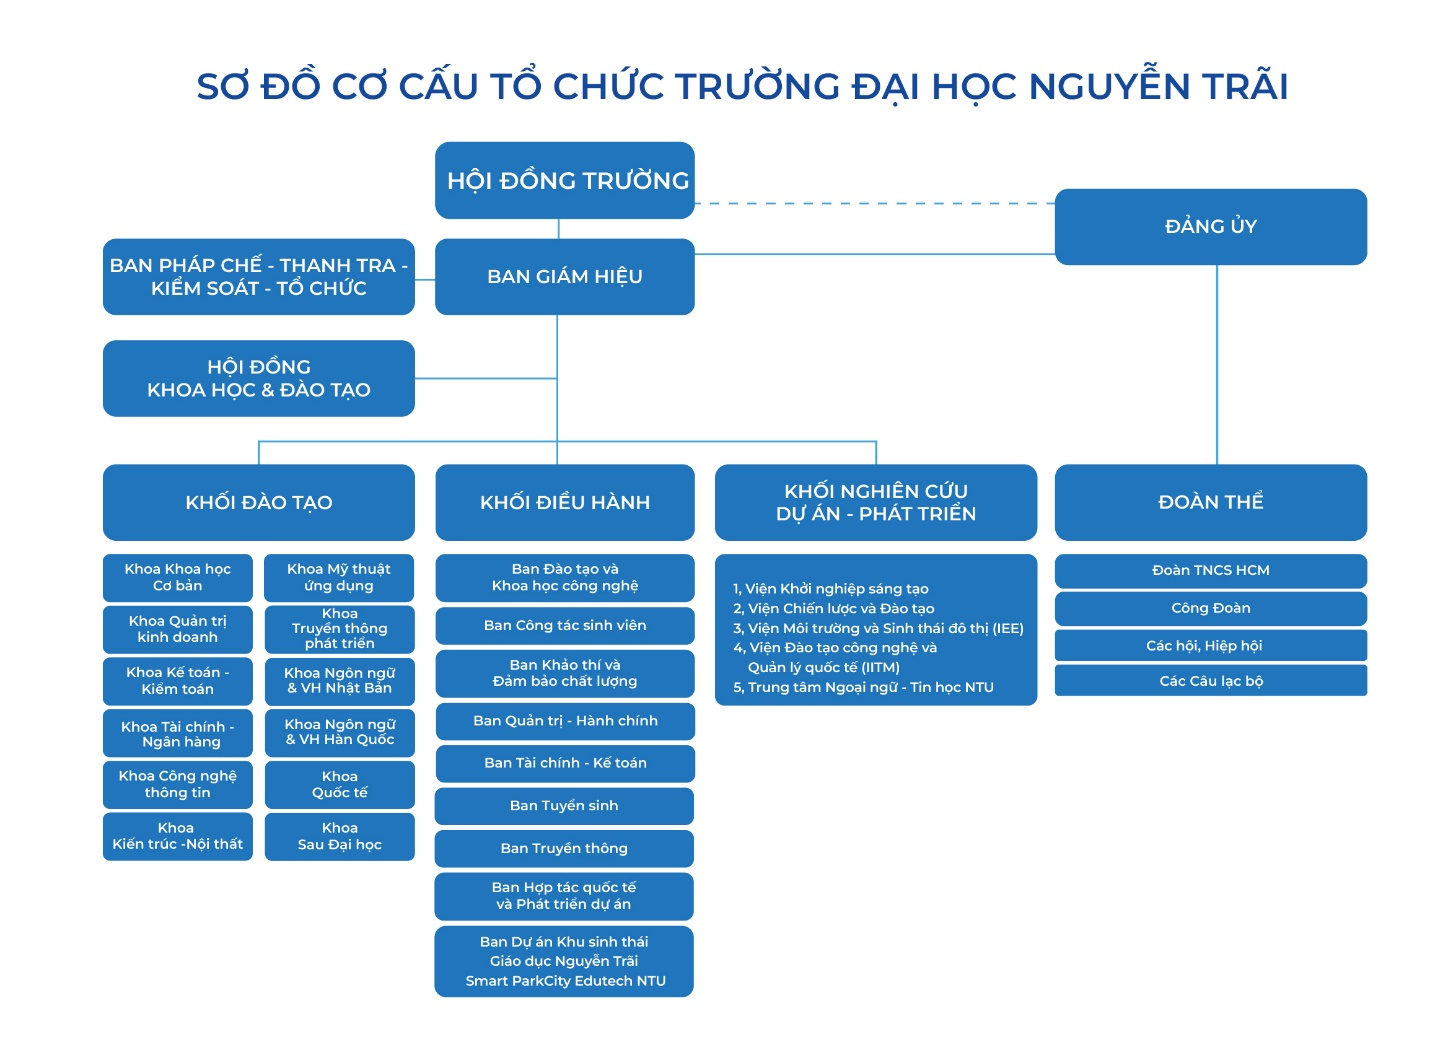 SƠ ĐỒ CƠ CẤU TỔ CHỨC TRƯỜNG ĐẠI HỌC NGUYỄN TRÃI
HỘI ĐỒNG TRƯỜNG
ĐẢNG ỦY
BAN PHÁP CHẾ - THANH TRA -
KIỂM SOÁT - TỔ CHỨC
BAN GIÁM HIỆU
HỘI ĐỒNG
KHOA HỌC & ĐÀO TẠO
KHỐI ĐÀO TẠO
Khoa Khoa học
Cơ bản
Khoa Quản trị
kinh doanh
Khoa Kế toán -
Kiểm toán
Khoa Tài chính -
Ngân hàng
Khoa Công nghệ
thông tin
Khoa
Kiến trúc -Nội thất
Khoa Mỹ thuật
ứng dụng
Khoa
Truyền thông
phát triển
Khoa Ngôn ngữ
& VH Nhật Bản
Khoa Ngôn ngữ
& VH Hàn Quốc
Khoa
Quốc tế
Khoa
Sau Đại học
KHỐI ĐIỀU HÀNH
Ban Đào tạo và
Khoa học công nghệ
Ban Công tác sinh viên
Ban Khảo thí và
Đảm bảo chất lượng
Ban Quản trị - Hành chính
Ban Tài chính - Kế toán
Ban Tuyển sinh
Ban Truyền thông
Ban Hợp tác quốc tế
và Phát triển dự án
Ban Dự án Khu sinh thái
Giáo dục Nguyễn Trãi
Smart ParkCity Edutech NTU
KHỐI NGHIÊN CỨU
DỰ ÁN - PHÁT TRIỂN
1, Viện Khởi nghiệp sáng tạo
2, Viện Chiến lược và Đào tạo
3, Viện Môi trường và Sinh thái đô thị (IEE)
4, Viện Đào tạo công nghệ và
Quản lý quốc tế (IITM)
5, Trung tâm Ngoại ngữ - Tin học NTU
ĐOÀN THỂ
Đoàn TNCS HCM
Công Đoàn
Các hội, Hiệp hội
Các Câu lạc bộ